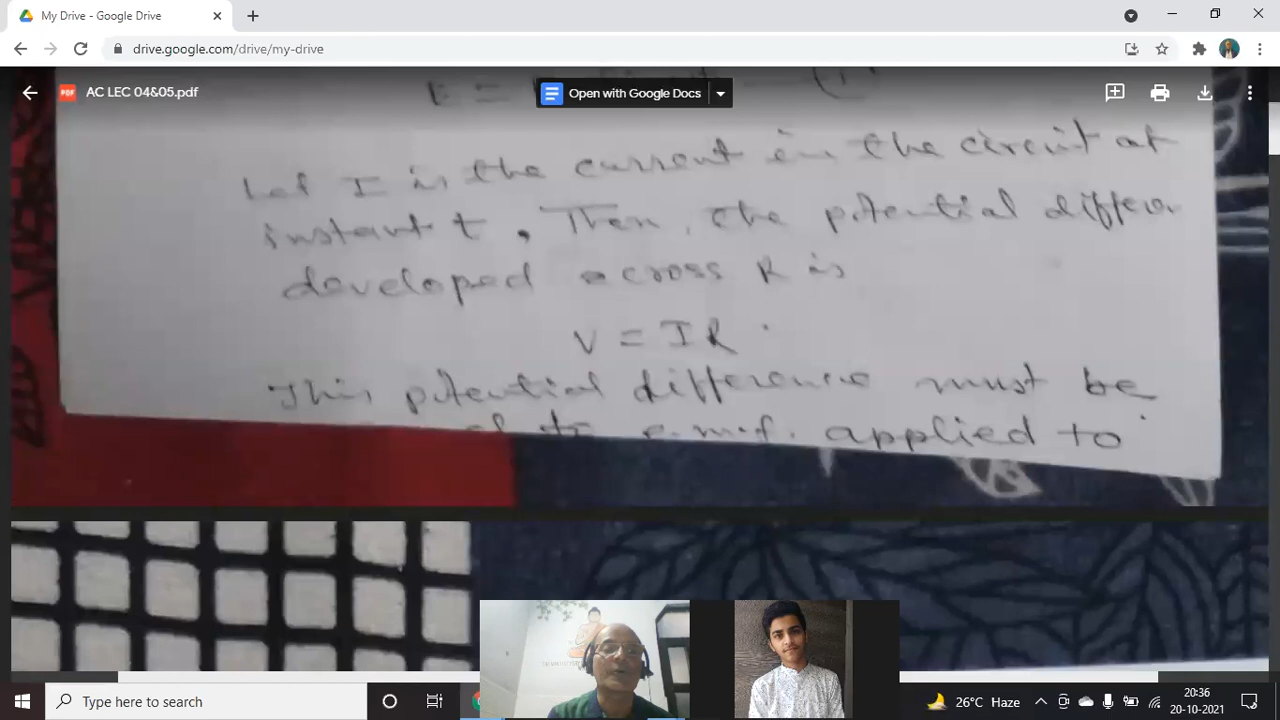 My Drive - Google Drive
drive.google.com/drive/my-drive
AC LEC 04&05.pdf
Open with Google Docs
Let I is the current in the circuit at
instant t. Then, the potential differen
developed across R is
V = IR
This potential difference must be
to e.m.f. applied to
Type here to search
26°C Haze
20:36
20-10-2021